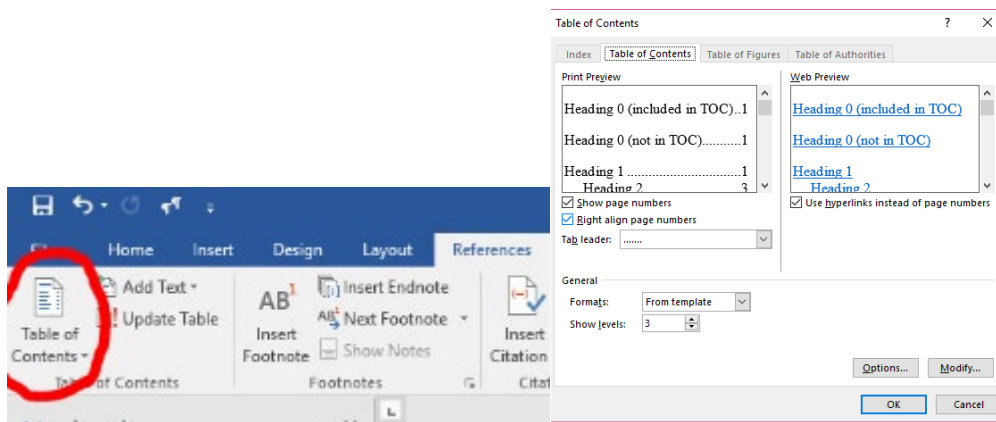 Home Insert Design Layout References
Table of
Contents
Add Text
Update Table
Table of Contents
AB1
Insert
Footnote
Insert Endnote
AB1 Next Footnote
Show Notes
Footnotes
Insert
Citation
Citat
Table of Contents ? X
Index Table of Contents Table of Figures Table of Authorities
Print Preview
Heading 0 (included in TOC)..1
Heading 0 (not in TOC)...........1
Heading 1 ................................1
Heading 2 3
Show page numbers
Right align page numbers
Tab leader: .......
Web Preview
Heading 0 (included in TOC)
Heading 0 (not in TOC)
Heading 1
Heading 2
Use hyperlinks instead of page numbers
General
Formats: From template
Show levels: 3
Options... Modify...
OK Cancel